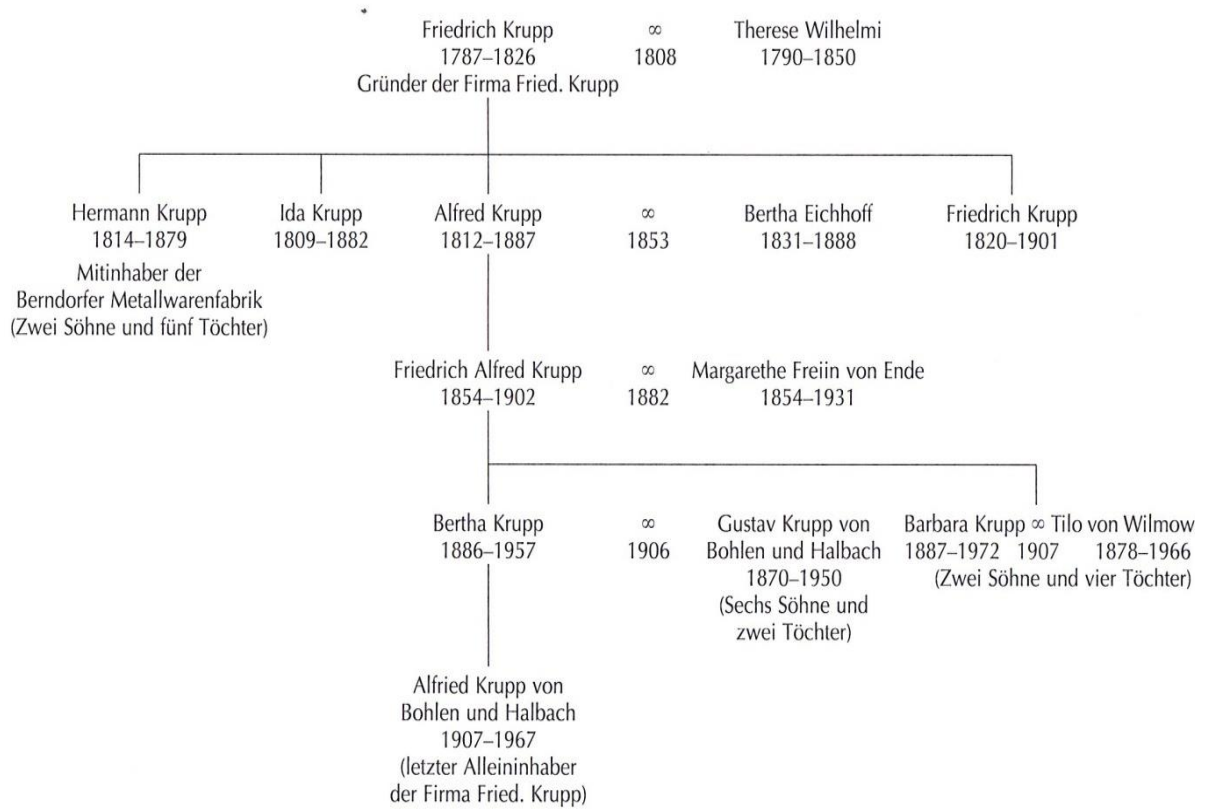 Friedrich Krupp ∞ Therese Wilhelmi
1787–1826 1808 1790–1850
Gründer der Firma Fried. Krupp
Hermann Krupp Ida Krupp Alfred Krupp ∞ Bertha Eichhoff Friedrich Krupp
1814–1879 1809–1882 1812–1887 1853 1831–1888 1820–1901
Mitinhaber der
Berndorfer Metallwarenfabrik
(Zwei Söhne und fünf Töchter)
Friedrich Alfred Krupp ∞ Margarethe Freiin von Ende
1854–1902 1882 1854–1931
Bertha Krupp ∞ Gustav Krupp von Barbara Krupp ∞ Tilo von Wilmow
1886–1957 1906 Bohlen und Halbach 1887–1972 1907 1878–1966
1870–1950 (Zwei Söhne und vier Töchter)
(Sechs Söhne und
zwei Töchter)
Alfried Krupp von
Bohlen und Halbach
1907–1967
(letzter Alleininhaber
der Firma Fried. Krupp)